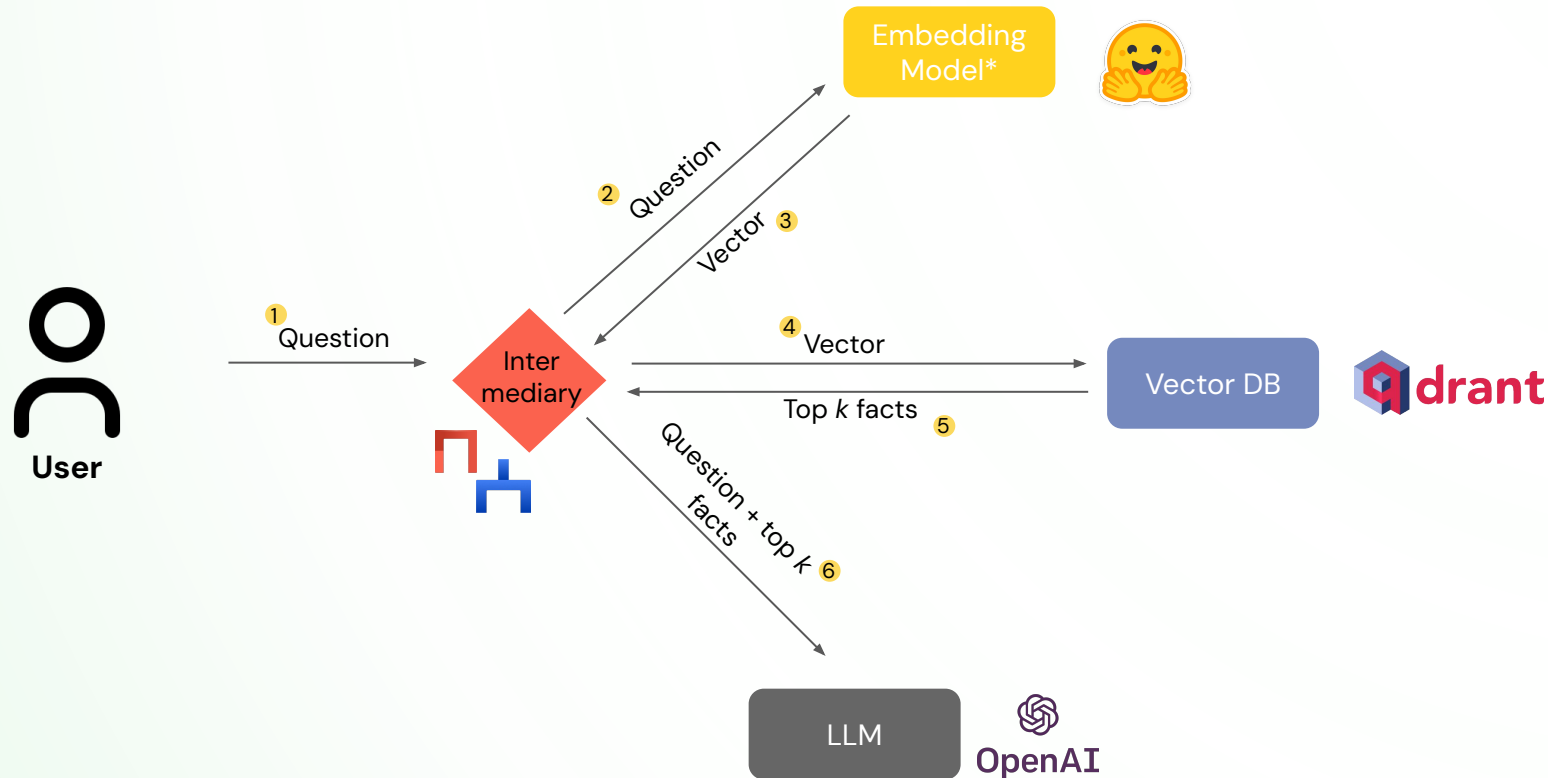 Embedding
Model*
2
Question
Vector
3
1
Question
Inter
mediary
4
Vector
Top k facts
5
Vector DB
qdrant
User
Question + top k
facts
6
LLM
OpenAI